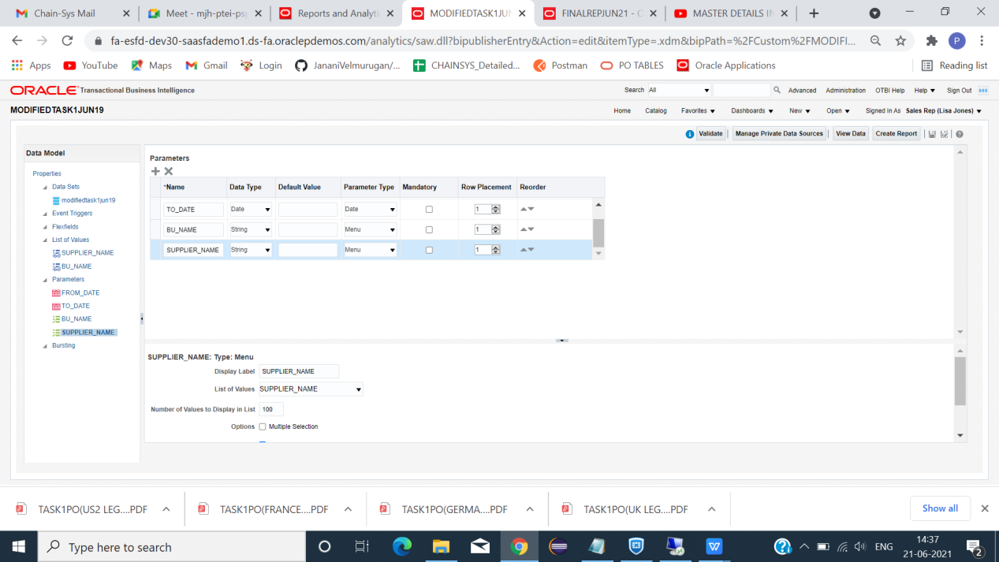 Chain-Sys Mail
Meet - mjh-ptei-psp
Reports and Analyti
MODIFIEDTASK1JUN
FINALREPJUN21 - O
MASTER DETAILS IN
fa-esfd-dev30-saasfademo1.ds-fa.oraclepdemos.com/analytics/saw.dll?bipublisherEntry&Action=edit&itemType=.xdm&bipPath=%2FCustom%2FMODIFI...
P
Apps YouTube Maps Gmail Login JananiVelmurugan/... CHAINSYS_Detailed... Postman PO TABLES Oracle Applications Reading list
ORACLE Transactional Business Intelligence
Search All Advanced Administration OTBI Help Help Sign Out
MODIFIEDTASK1JUN19
Home Catalog Favorites Dashboards New Open Signed In As Sales Rep (Lisa Jones)
Validate Manage Private Data Sources View Data Create Report
Data Model
Properties
Data Sets
modifiedtask1jun19
Event Triggers
Flexfields
List of Values
SUPPLIER_NAME
BU_NAME
Parameters
FROM_DATE
TO_DATE
BU_NAME
SUPPLIER_NAME
Bursting
Parameters
*Name Data Type Default Value Parameter Type Mandatory Row Placement Reorder
TO_DATE Date Date 1
BU_NAME String Menu 1
SUPPLIER_NAME String Menu 1
SUPPLIER_NAME: Type: Menu
Display Label SUPPLIER_NAME
List of Values SUPPLIER_NAME
Number of Values to Display in List 100
Options Multiple Selection
TASK1PO(US2 LEG....PDF
TASK1PO(FRANCE....PDF
TASK1PO(GERMA....PDF
TASK1PO(UK LEG....PDF
Show all
Type here to search
ENG
14:37
21-06-2021
2